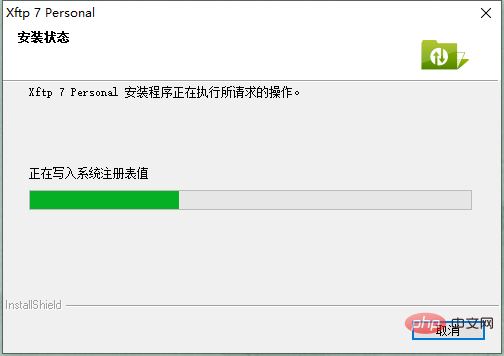 Xftp 7 Personal
安装状态
Xftp 7 Personal 安装程序正在执行所请求的操作。
正在写入系统注册表值
InstallShield
取消
php 中文网